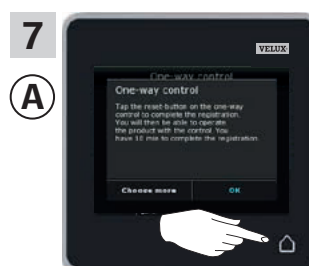 7
A
VELUX
One-way control
One-way control
Tap the reset-button on the one-way
control to complete the registration.
You will then be able to operate
the product with the control. You
have 10 min to complete the registration.
Choose more OK